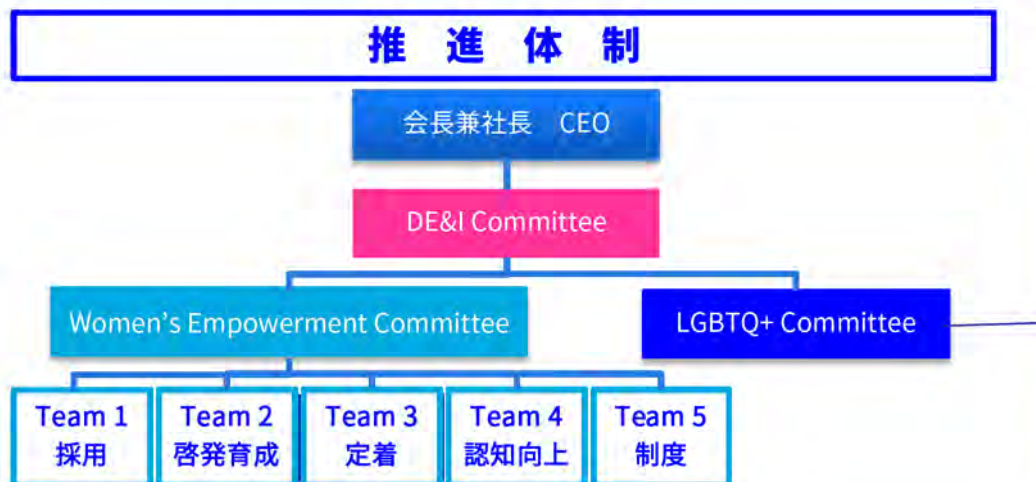 推進体制
会長兼社長　CEO
DE&I Committee
Women's Empowerment Committee
LGBTQ+ Committee
Team 1
採用
Team 2
啓発育成
Team 3
定着
Team 4
認知向上
Team 5
制度